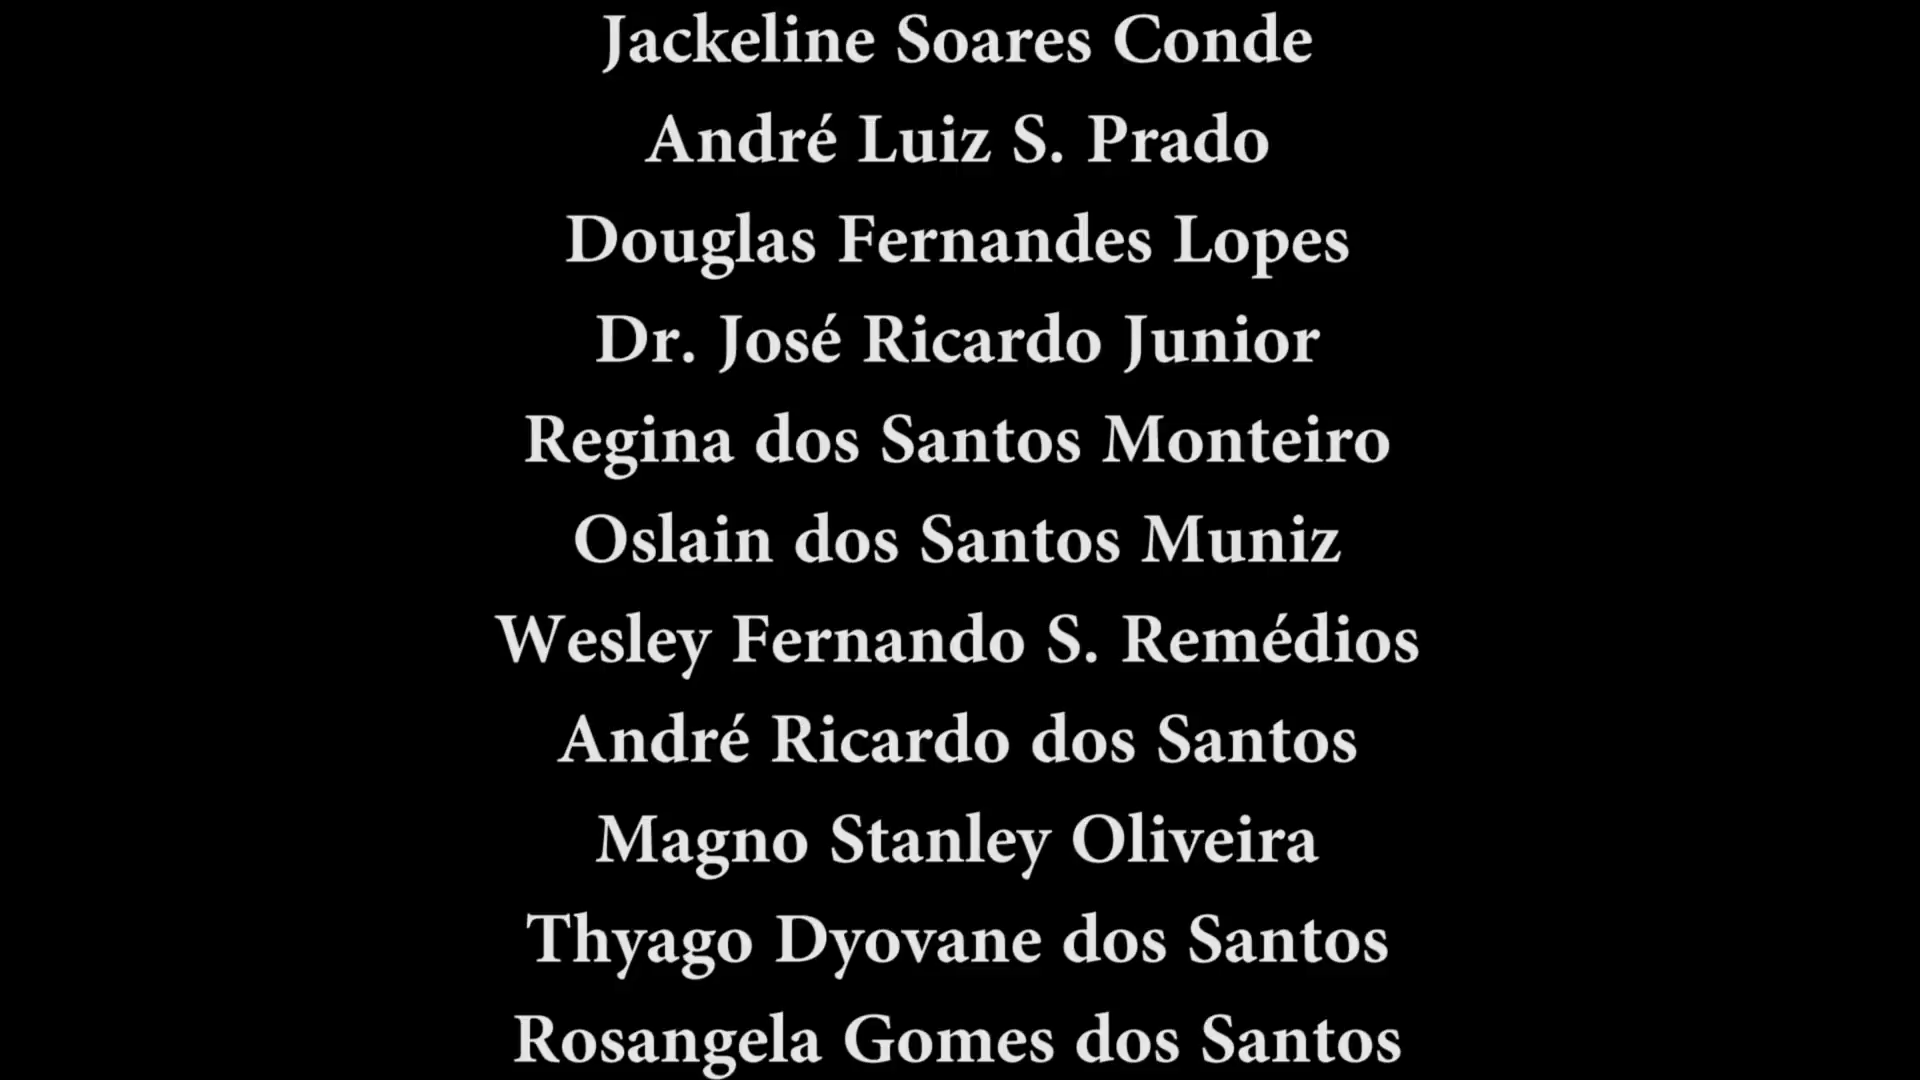 Jackeline Soares Conde
André Luiz S. Prado
Douglas Fernandes Lopes
Dr. José Ricardo Junior
Regina dos Santos Monteiro
Oslain dos Santos Muniz
Wesley Fernando S. Remédios
André Ricardo dos Santos
Magno Stanley Oliveira
Thyago Dyovane dos Santos
Rosangela Gomes dos Santos